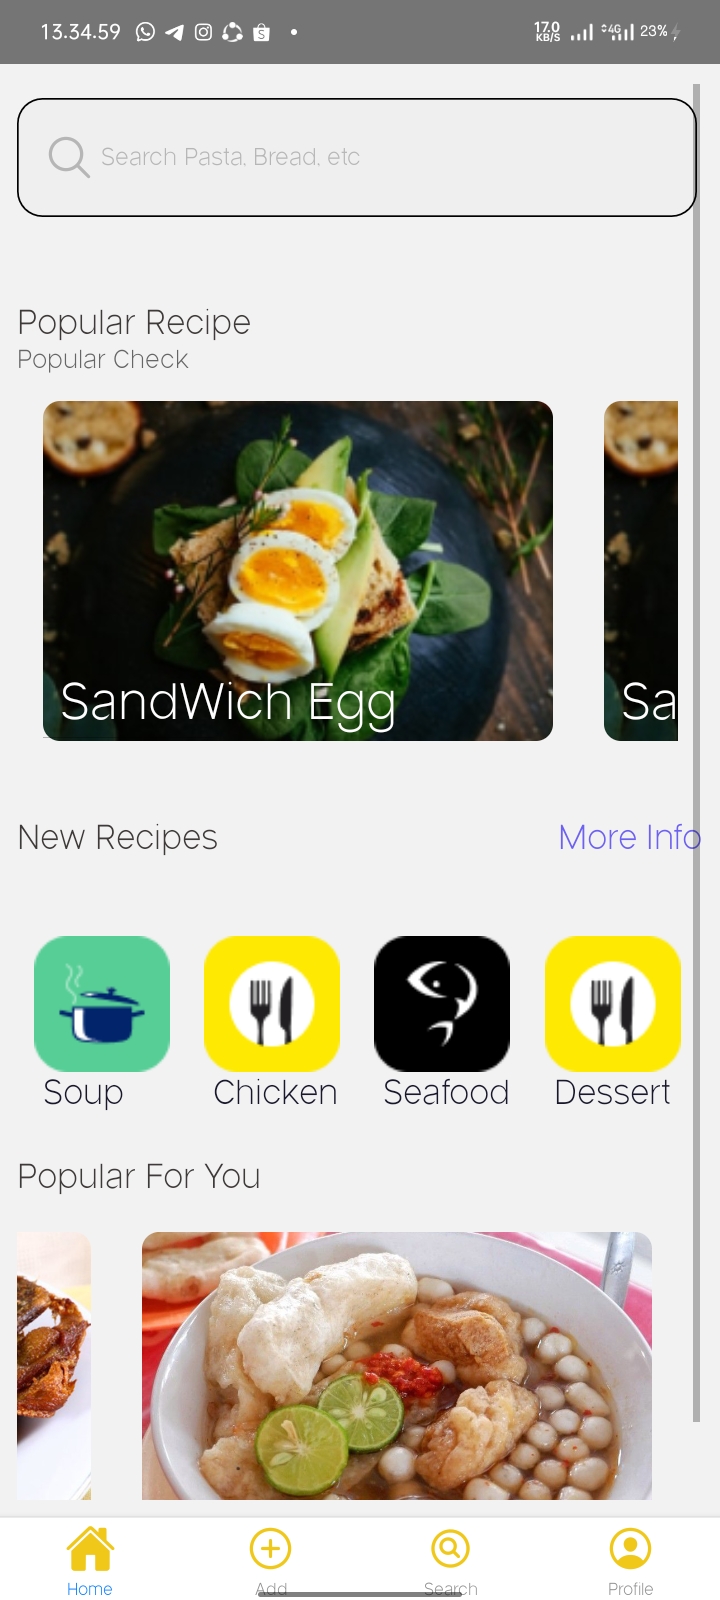 13.34.59
17.0
KB/S
4G
23%
Search Pasta, Bread, etc
Popular Recipe
Popular Check
SandWich Egg
Sa
New Recipes
More Info
Soup
Chicken
Seafood
Dessert
Popular For You
Home
Add
Search
Profile